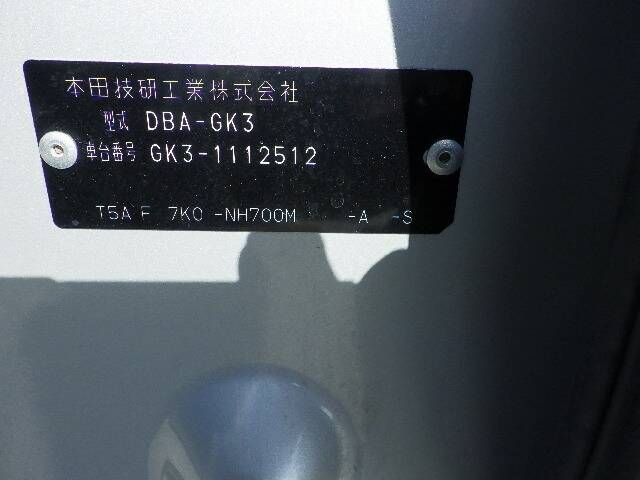 本田技研工業株式会社
型式 DBA-GK3
車台番号 GK3-1112512
T5A F 7K0 -NH700M -A -S